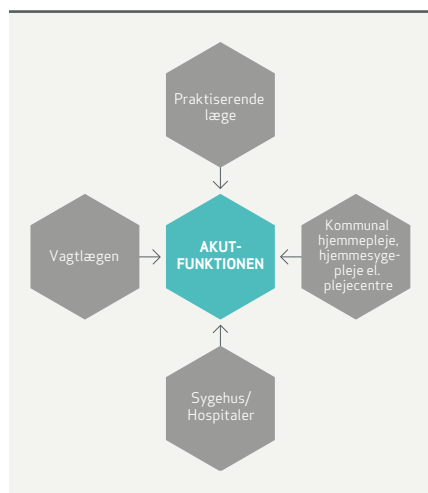 Praktiserende
læge
Vagtlægen
AKUT-
FUNKTIONEN
Kommunal
hjemmepleje,
hjemmesyge-
pleje el.
plejecentre
Sygehus/
Hospitaler